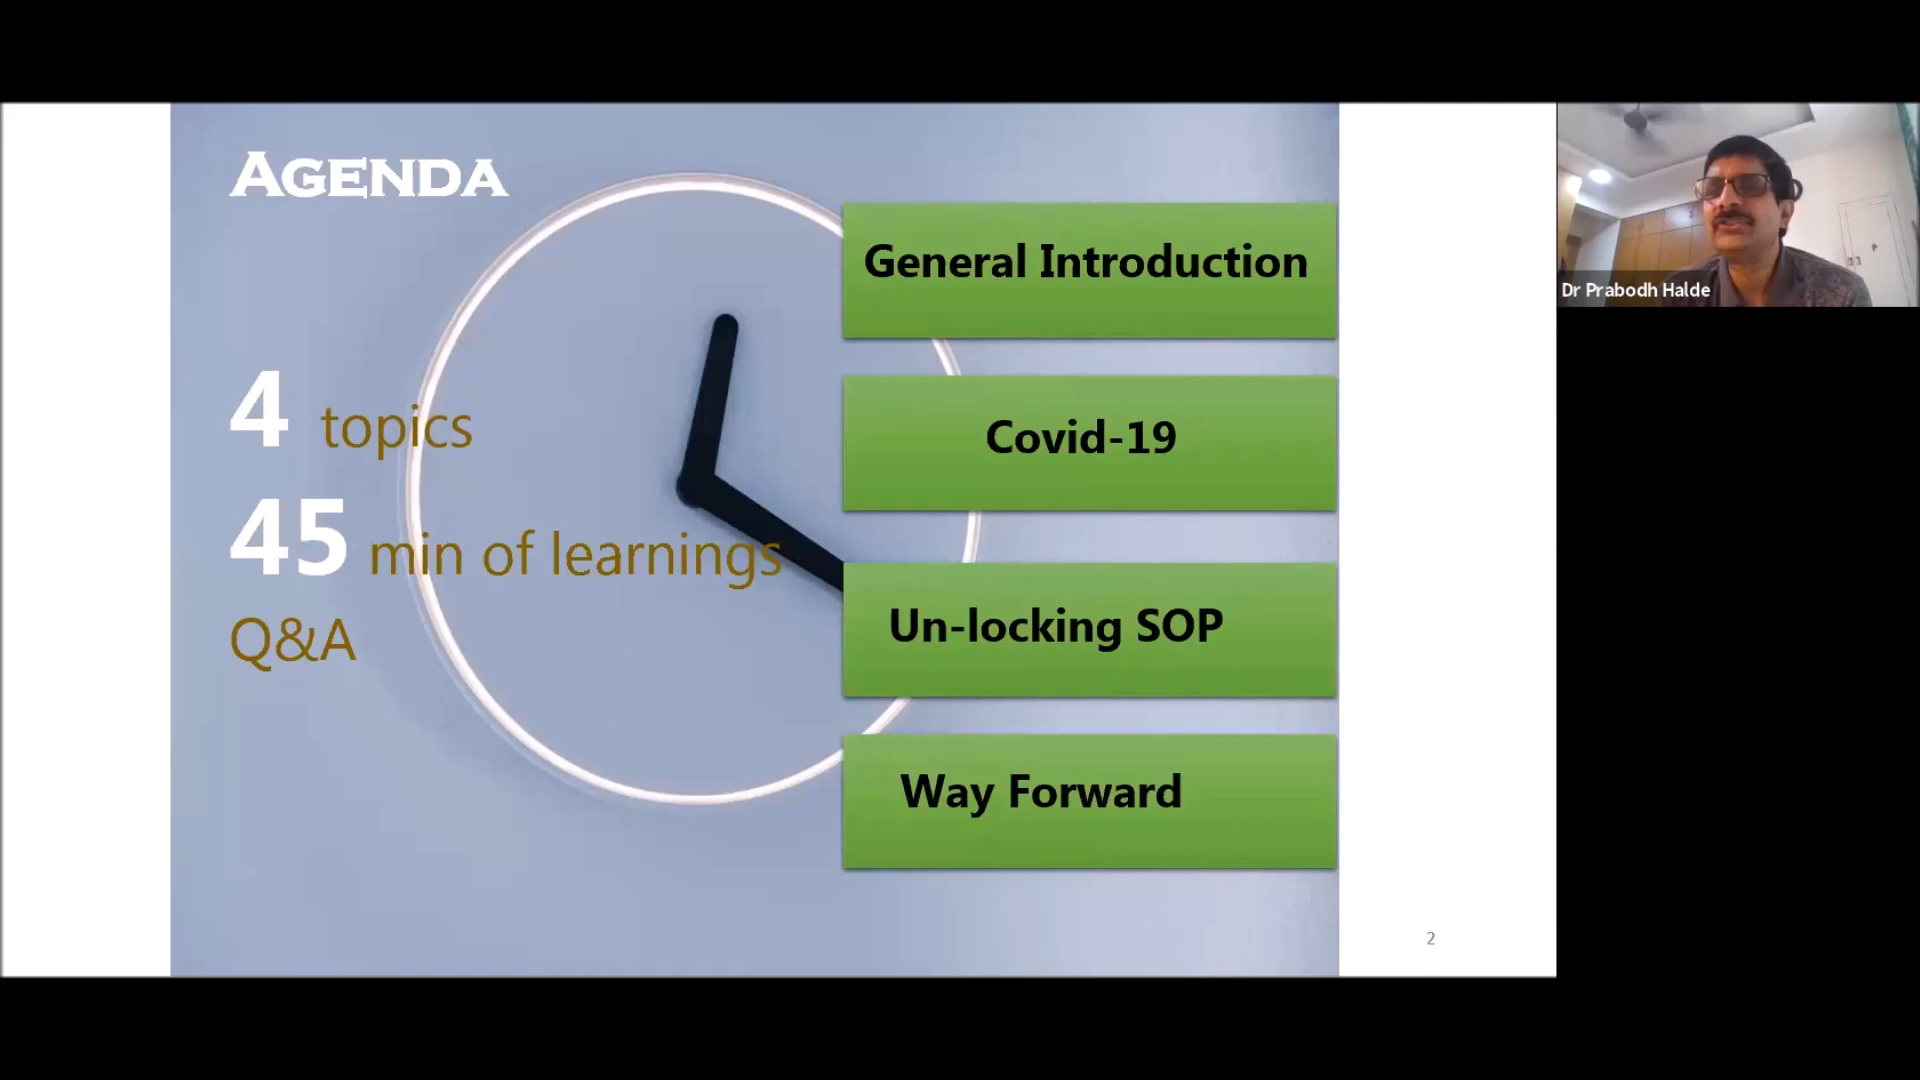 AGENDA
4 topics
45 min of learnings
Q&A
General Introduction
Covid-19
Un-locking SOP
Way Forward
2
Dr Prabodh Halde